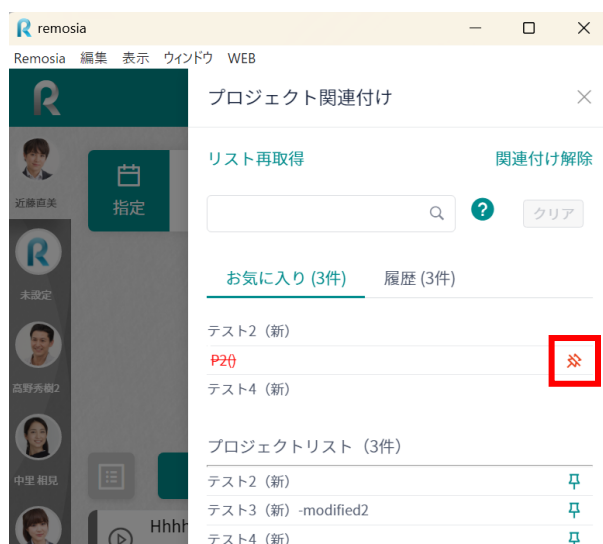 remosia
Remosia 編集 表示 ウィンドウ WEB
プロジェクト関連付け
リスト再取得 関連付け解除
近藤直美
指定
クリア
お気に入り (3件) 履歴 (3件)
未設定
テスト2（新）
P2()
高野秀樹2
テスト4（新）
プロジェクトリスト（3件）
中里 相見
テスト2（新）
テスト3（新）-modified2
Hhhh
テスト4（新）